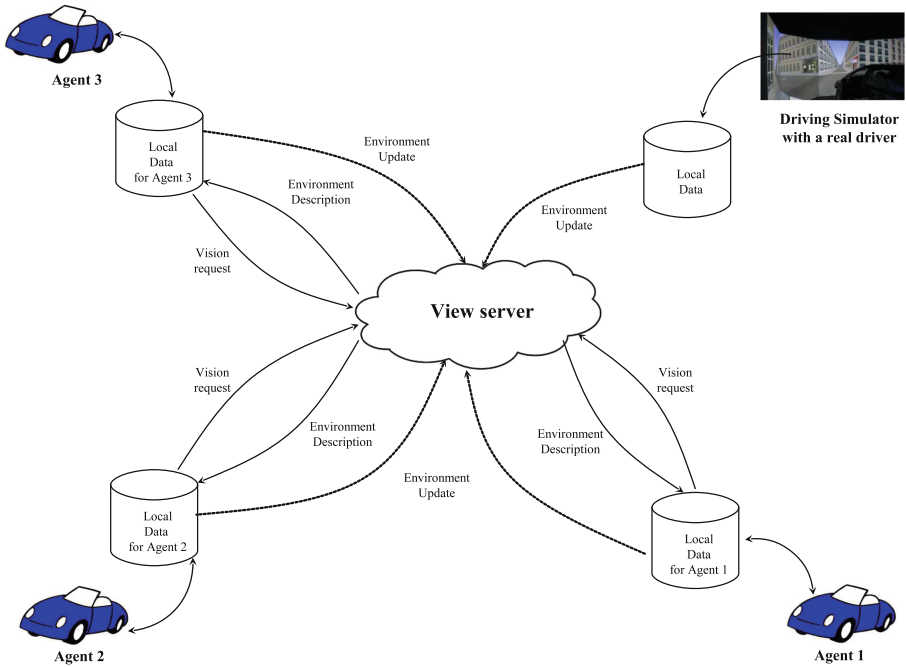 Agent 3
Driving Simulator
with a real driver
Local
Data
for Agent 3
Environment
Update
Local
Data
Environment
Description
Environment
Update
Vision
request
View server
Vision
request
Vision
request
Environment
Description
Environment
Description
Environment
Update
Local
Data
for Agent 2
Local
Data
for Agent 1
Agent 2
Agent 1